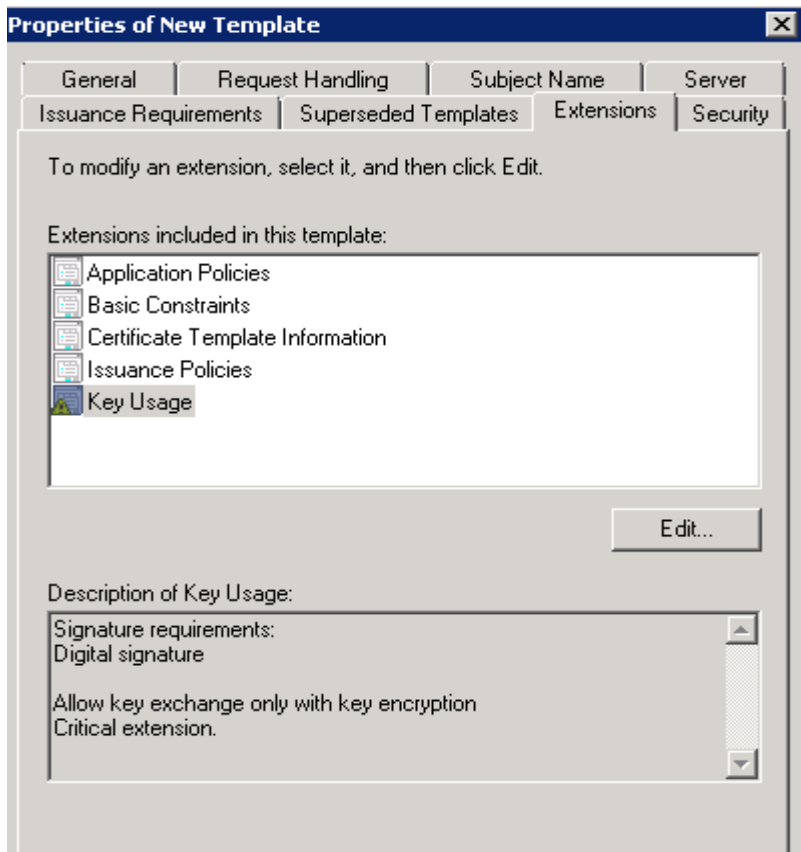 Properties of New Template
General Request Handling Subject Name Server
Issuance Requirements Superseded Templates Extensions Security
To modify an extension, select it, and then click Edit.
Extensions included in this template:
Application Policies
Basic Constraints
Certificate Template Information
Issuance Policies
Key Usage
Edit...
Description of Key Usage:
Signature requirements:
Digital signature
Allow key exchange only with key encryption
Critical extension.